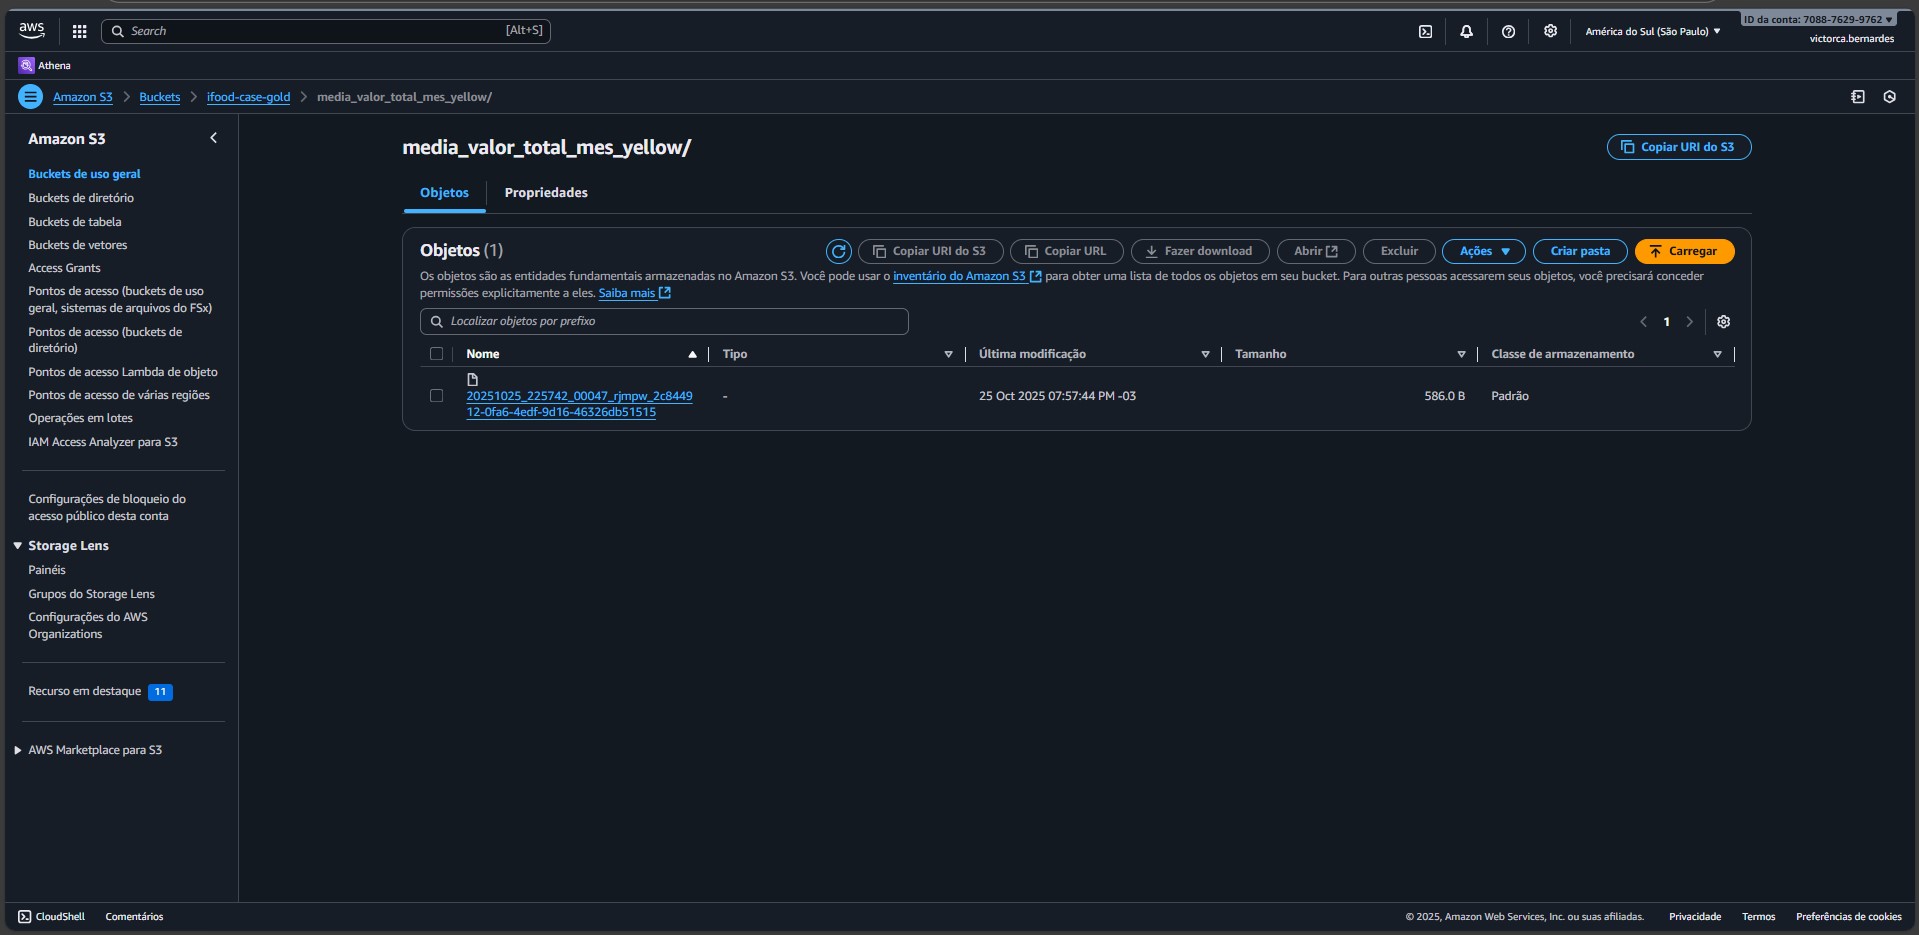 aws
Search [Alt+S]
América do Sul (São Paulo) ▼
ID da conta: 7088-7629-9762 ▼
victorca.bernardes
Athena
Amazon S3 > Buckets > ifood-case-gold > media_valor_total_mes_yellow/
Amazon S3
Buckets de uso geral
Buckets de diretório
Buckets de tabela
Buckets de vetores
Access Grants
Pontos de acesso (buckets de uso
geral, sistemas de arquivos do FSx)
Pontos de acesso (buckets de
diretório)
Pontos de acesso Lambda de objeto
Pontos de acesso de várias regiões
Operações em lotes
IAM Access Analyzer para S3
Configurações de bloqueio do
acesso público desta conta
Storage Lens
Painéis
Grupos do Storage Lens
Configurações do AWS
Organizations
Recurso em destaque 11
AWS Marketplace para S3
media_valor_total_mes_yellow/
Copiar URI do S3
Objetos Propriedades
Objetos (1)
Copiar URI do S3 Copiar URL Fazer download Abrir Excluir Ações ▼ Criar pasta Carregar
Os objetos são as entidades fundamentais armazenadas no Amazon S3. Você pode usar o inventário do Amazon S3 para obter uma lista de todos os objetos em seu bucket. Para outras pessoas acessarem seus objetos, você precisará conceder
permissões explicitamente a eles. Saiba mais
Localizar objetos por prefixo
1
Nome Tipo Última modificação Tamanho Classe de armazenamento
20251025_225742_00047_rjmpw_2c8449
12-0fa6-4edf-9d16-46326db51515
- 25 Oct 2025 07:57:44 PM -03 586.0 B Padrão
CloudShell Comentários
© 2025, Amazon Web Services, Inc. ou suas afiliadas. Privacidade Termos Preferências de cookies